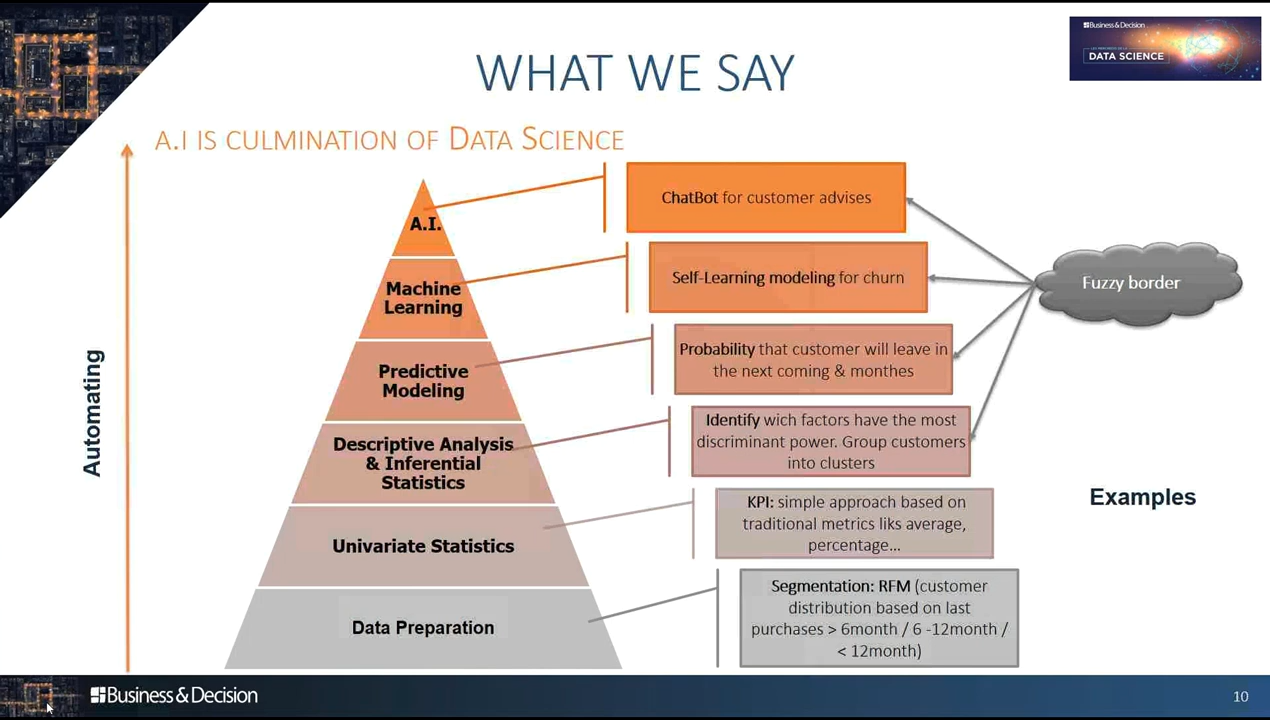 Business & Decision
DATA SCIENCE
WHAT WE SAY
A.I IS CULMINATION OF DATA SCIENCE
A.I.
ChatBot for customer advises
Machine
Learning
Self-Learning modeling for churn
Fuzzy border
Predictive
Modeling
Probability that customer will leave in
the next coming & monthes
Automating
Descriptive Analysis
& Inferential
Statistics
Identify wich factors have the most
discriminant power. Group customers
into clusters
Examples
Univariate Statistics
KPI: simple approach based on
traditional metrics liks average,
percentage...
Data Preparation
Segmentation: RFM (customer
distribution based on last
purchases > 6month / 6 -12month /
< 12month)
Business & Decision
10